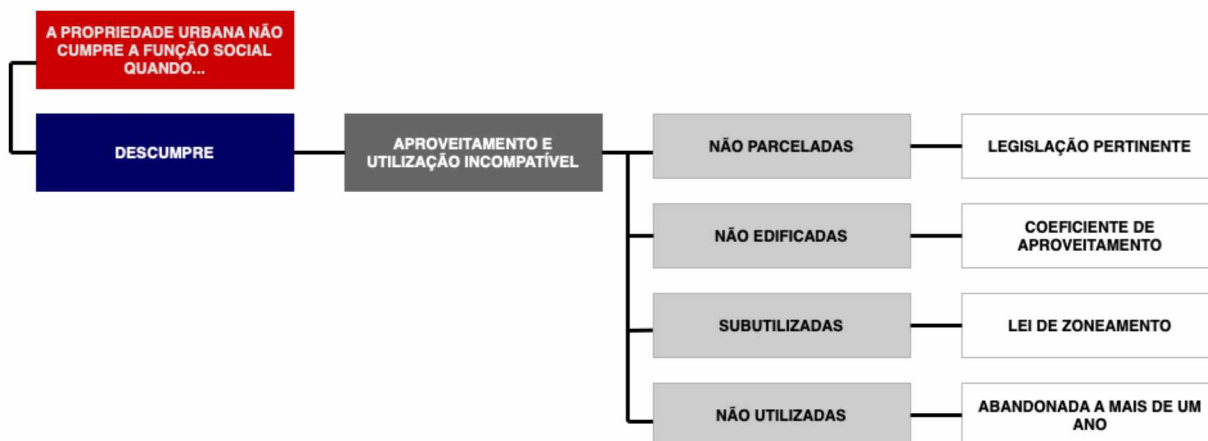 A PROPRIEDADE URBANA NÃO
CUMPRE A FUNÇÃO SOCIAL
QUANDO...
DESCUMPRE
APROVEITAMENTO E
UTILIZAÇÃO INCOMPATÍVEL
NÃO PARCELADAS
LEGISLAÇÃO PERTINENTE
NÃO EDIFICADAS
COEFICIENTE DE
APROVEITAMENTO
SUBUTILIZADAS
LEI DE ZONEAMENTO
NÃO UTILIZADAS
ABANDONADA A MAIS DE UM
ANO